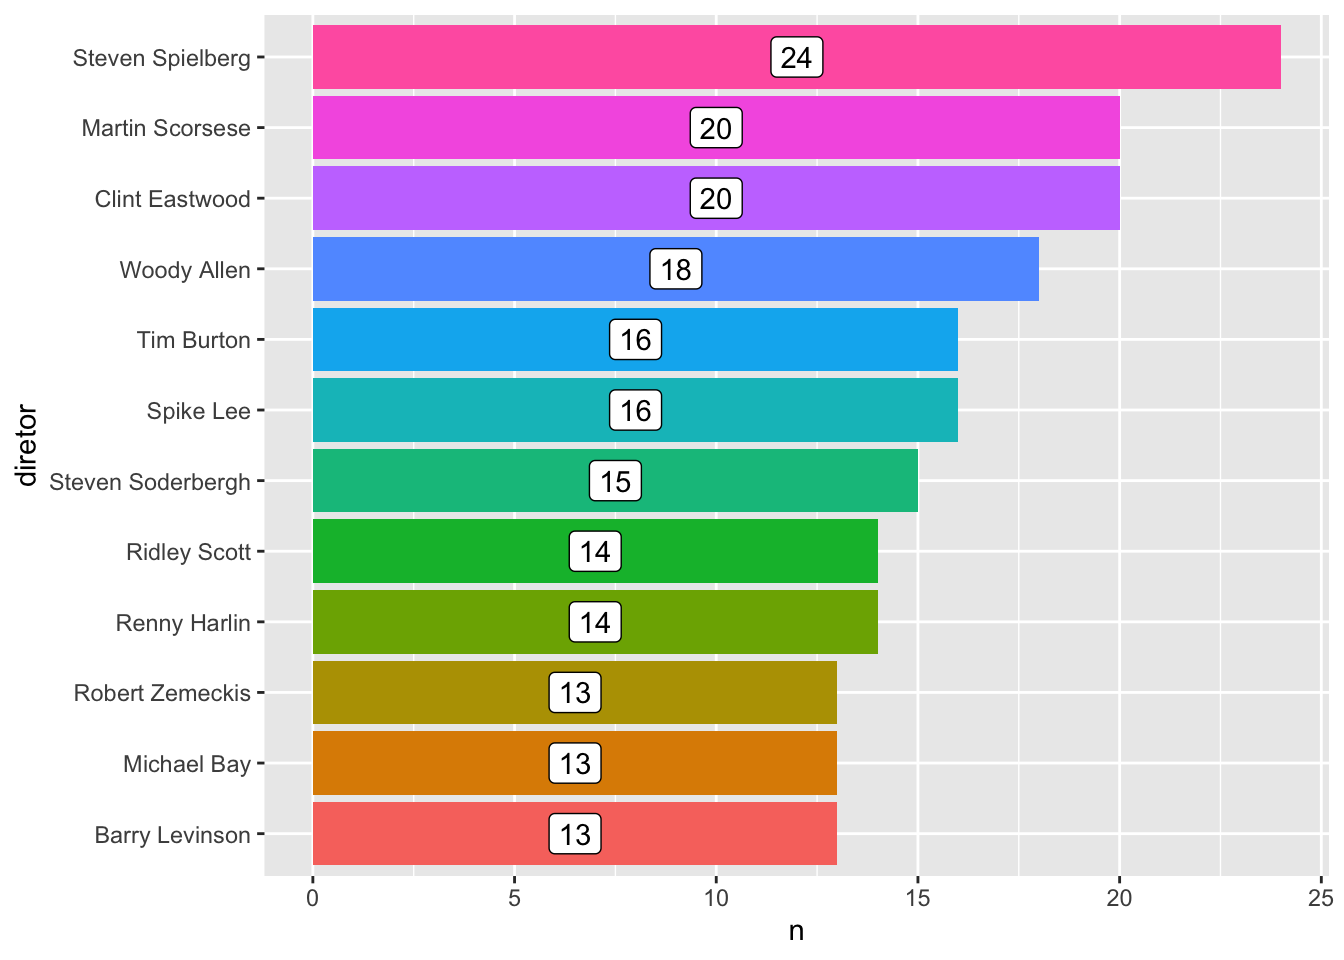 Steven Spielberg 24
Martin Scorsese 20
Clint Eastwood 20
Woody Allen 18
Tim Burton 16
Spike Lee 16
diretor
Steven Soderbergh 15
Ridley Scott 14
Renny Harlin 14
Robert Zemeckis 13
Michael Bay 13
Barry Levinson 13
0 5 10 15 20 25
n